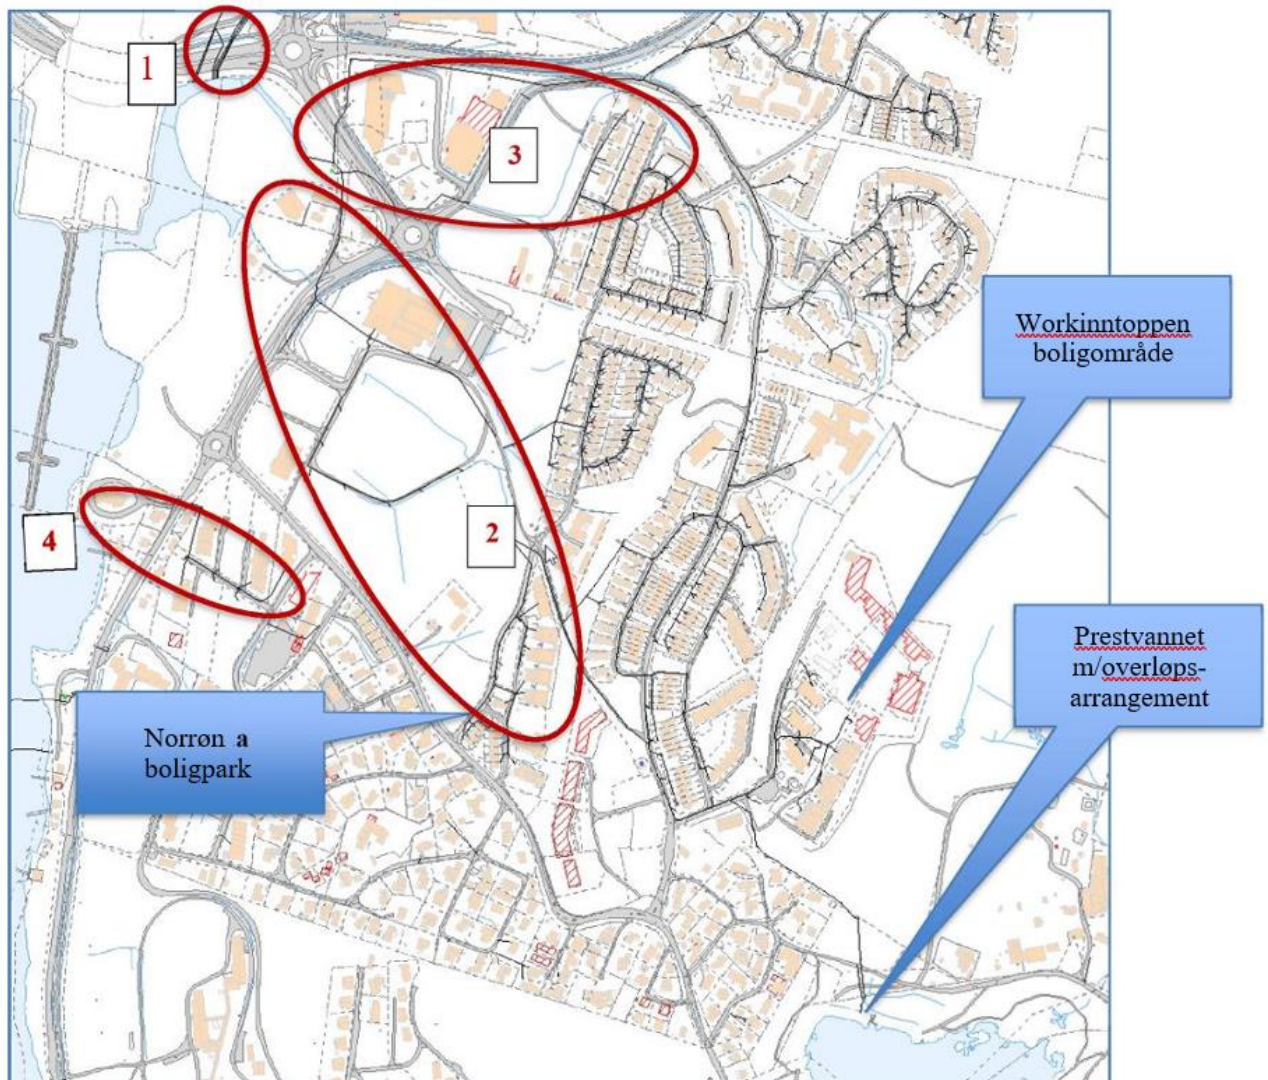 1
3
Workinntoppen
boligområde
2
4
Prestvannet
m/overløps-
arrangement
Norrøn a
boligpark